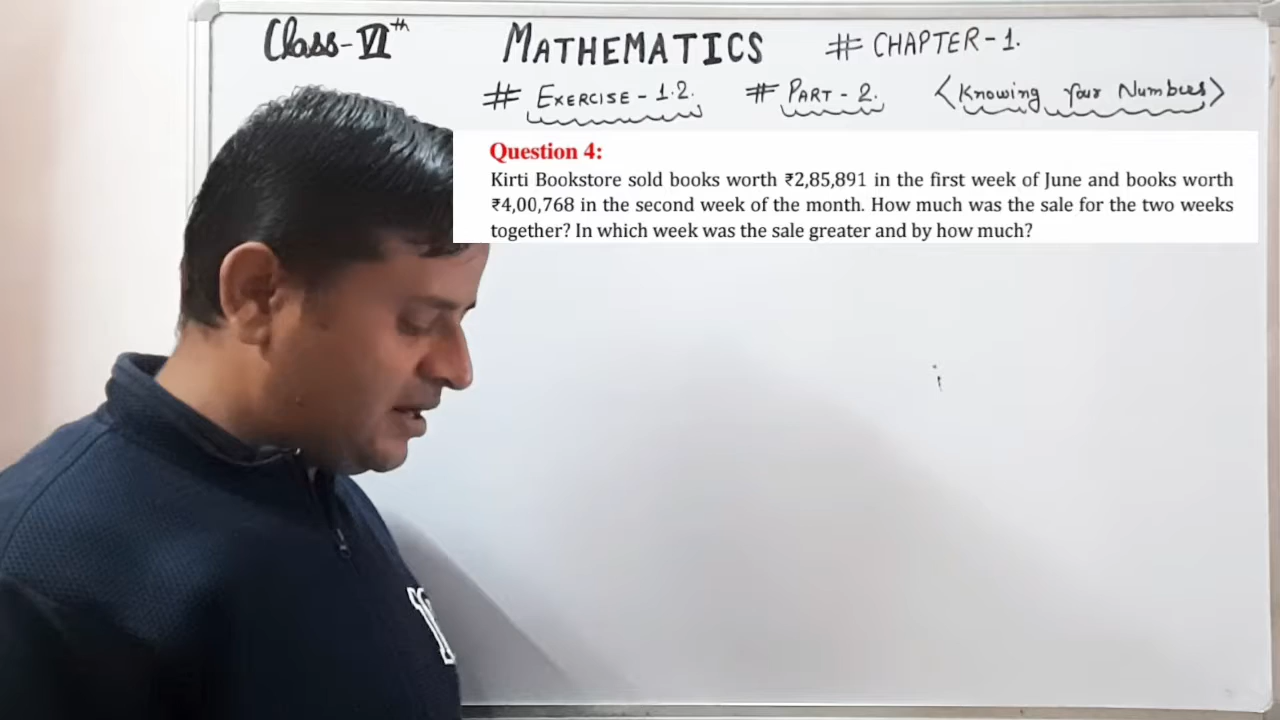 Class-VIth MATHEMATICS # CHAPTER-1.
# EXERCISE-1.2. # PART-2. <Knowing Your Numbers>
Question 4:
Kirti Bookstore sold books worth ₹2,85,891 in the first week of June and books worth
₹4,00,768 in the second week of the month. How much was the sale for the two weeks
together? In which week was the sale greater and by how much?